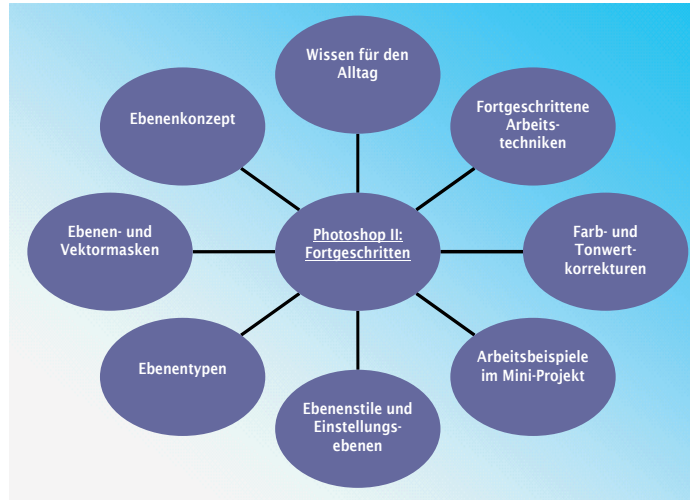 Wissen für den
Alltag
Fortgeschrittene
Arbeits-
techniken
Farb- und
Tonwert-
korrekturen
Arbeitsbeispiele
im Mini-Projekt
Ebenenstile und
Einstellungs-
ebenen
Ebenentypen
Ebenen- und
Vektormasken
Ebenenkonzept
Photoshop II:
Fortgeschritten